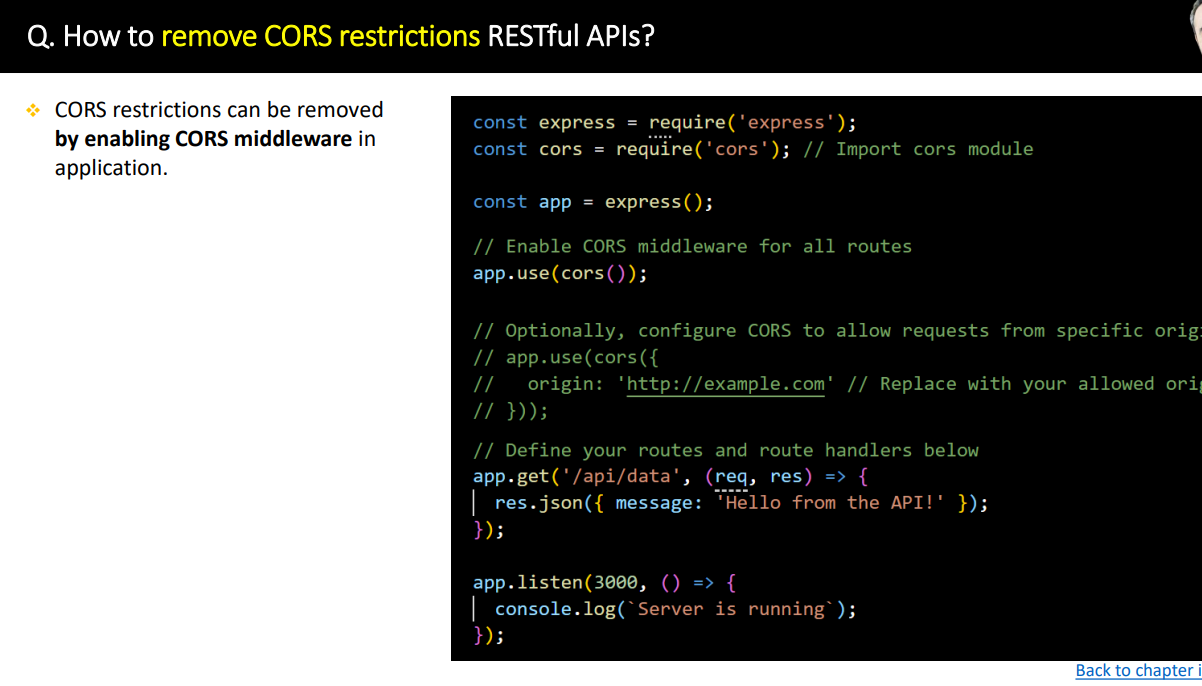 Q. How to remove CORS restrictions RESTful APIs?
CORS restrictions can be removed
by enabling CORS middleware in
application.
const express = require('express');
const cors = require('cors'); // Import cors module
const app = express();
// Enable CORS middleware for all routes
app.use(cors());
// Optionally, configure CORS to allow requests from specific orig
// app.use(cors({
//   origin: 'http://example.com' // Replace with your allowed ori
// }));
// Define your routes and route handlers below
app.get('/api/data', (req, res) => {
  res.json({ message: 'Hello from the API!' });
});
app.listen(3000, () => {
  console.log(`Server is running`);
});
Back to chapter i